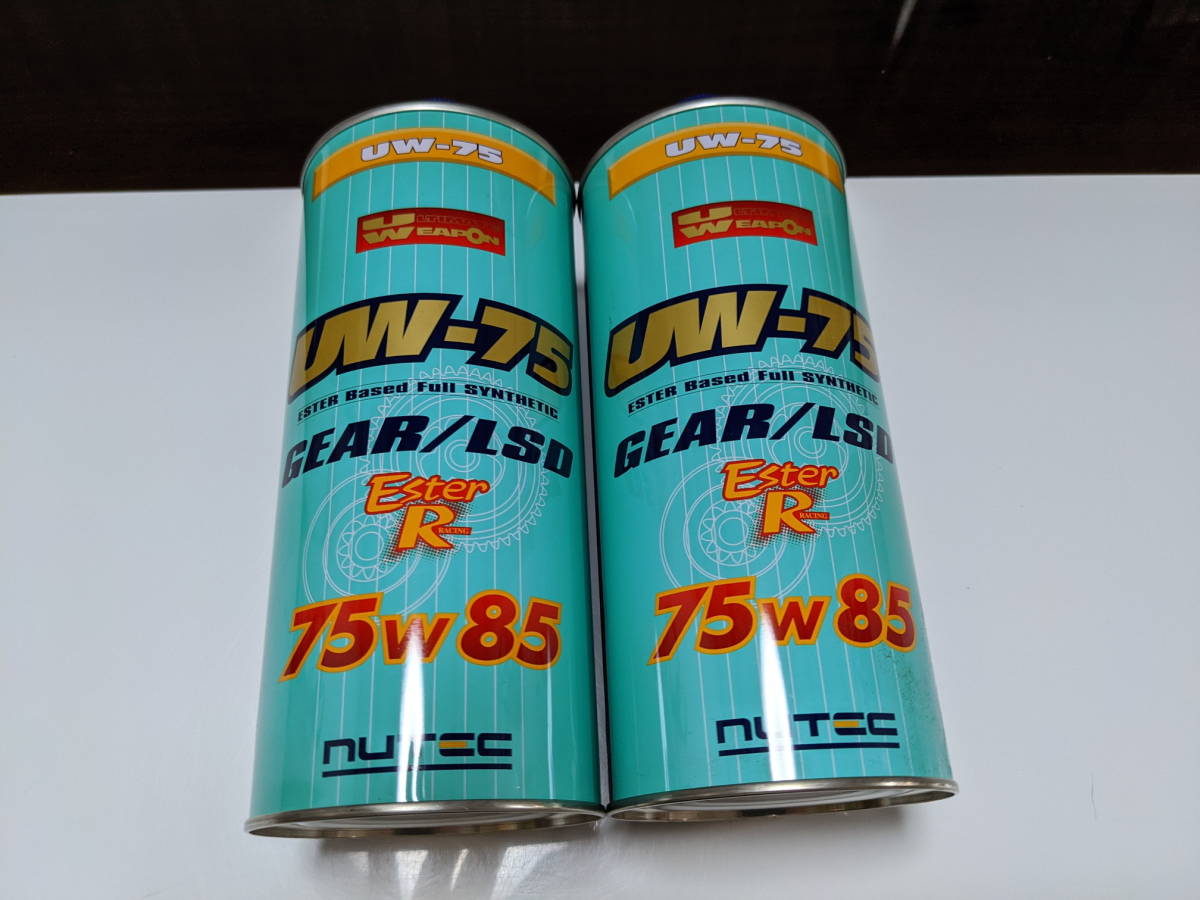 UW-75
ULTIMATE
WEAPON
UW-75
ESTER Based Full SYNTHETIC
GEAR/LSD
Ester
R RACING
75w85
nUTEC
UW-75
ULTIMATE
WEAPON
UW-75
ESTER Based Full SYNTHETIC
GEAR/LSD
Ester
R RACING
75w85
nUTEC